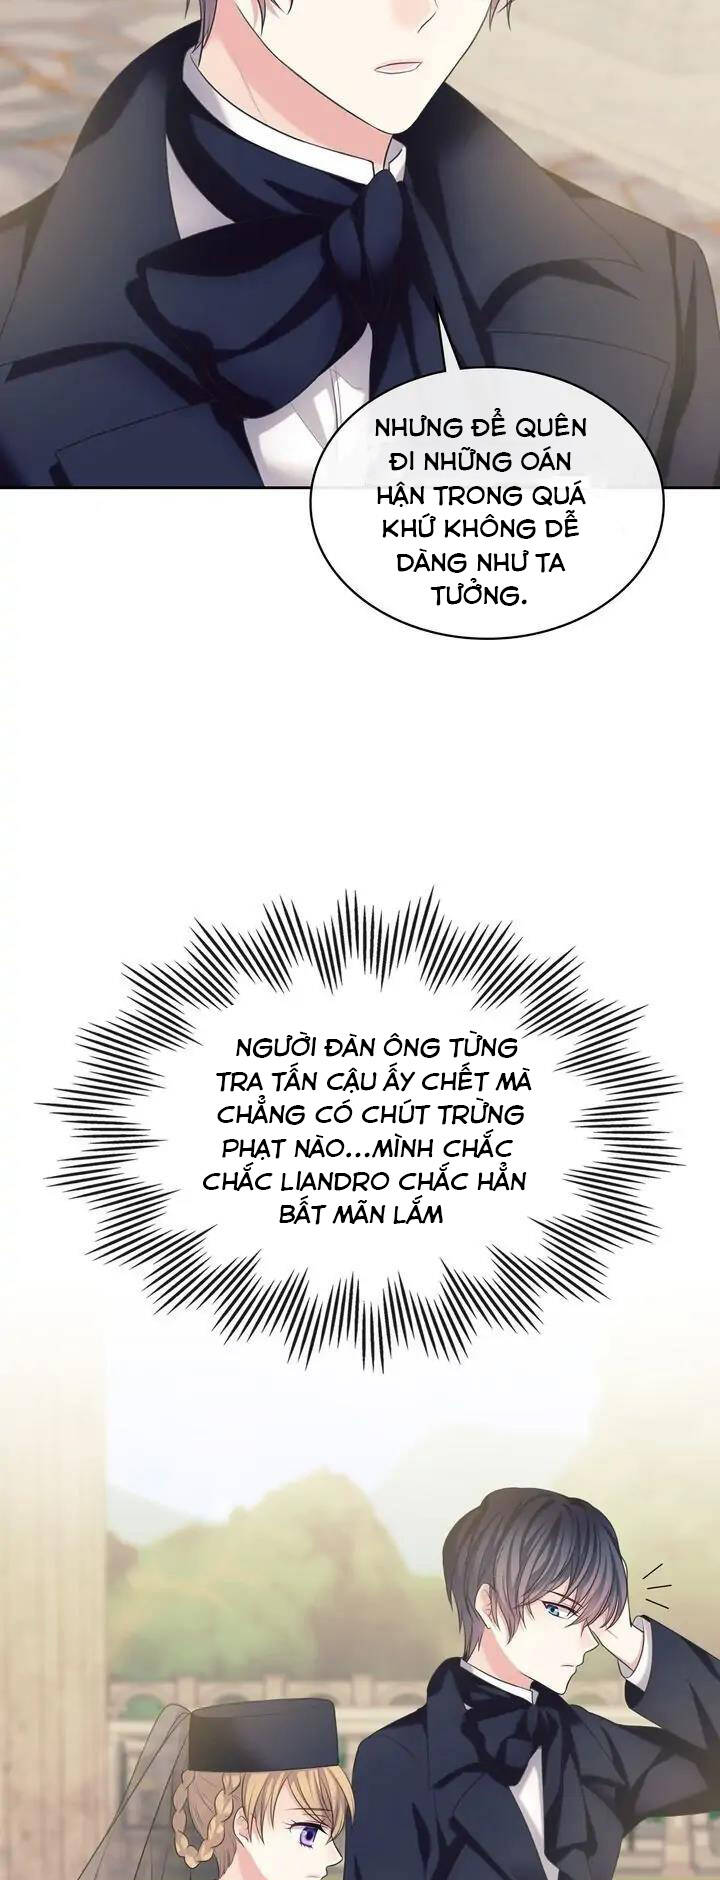 NHƯNG ĐỂ QUÊN
ĐI NHỮNG OÁN
HẬN TRONG QUÁ
KHỨ KHÔNG DỄ
DÀNG NHƯ TA
TƯỞNG.
NGƯỜI ĐÀN ÔNG TỪNG
TRA TẤN CẬU ẤY CHẾT MÀ
CHẲNG CÓ CHÚT TRỪNG
PHẠT NÀO...MÌNH CHẮC
CHẮC LIANDRO CHẮC HẲN
BẤT MÃN LẮM